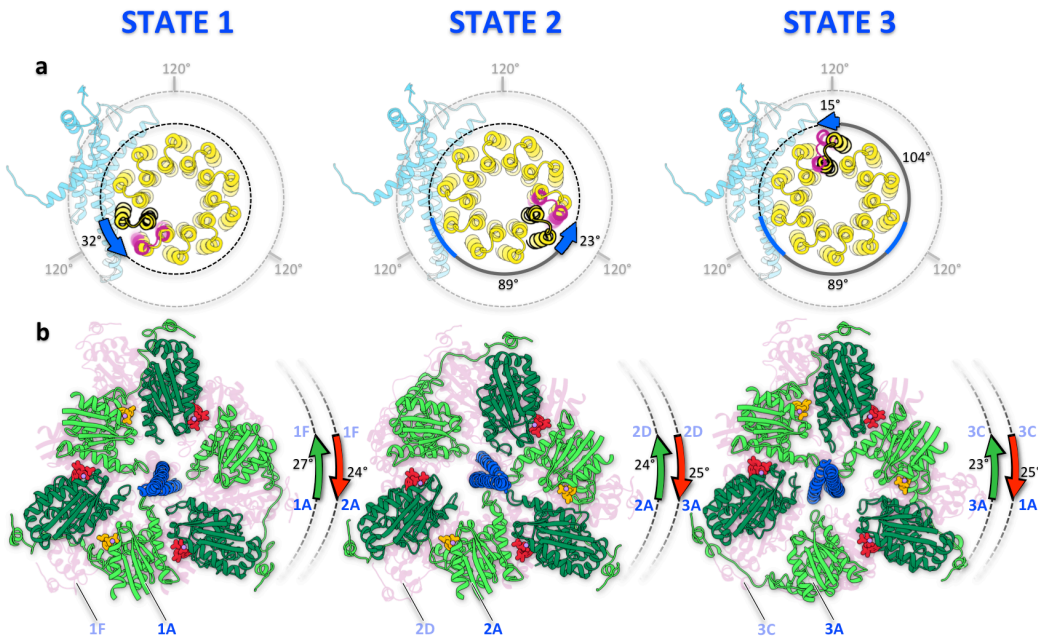 STATE 1 STATE 2 STATE 3
a
120° 120° 120°
15°
104°
32° 23°
120° 120° 120° 120° 120° 120°
89° 89°
b
1F 1F 2D 2D 3C 3C
27° 24° 24° 25° 23° 25°
1A 2A 2A 3A 3A 1A
1F 1A 2D 2A 3C 3A